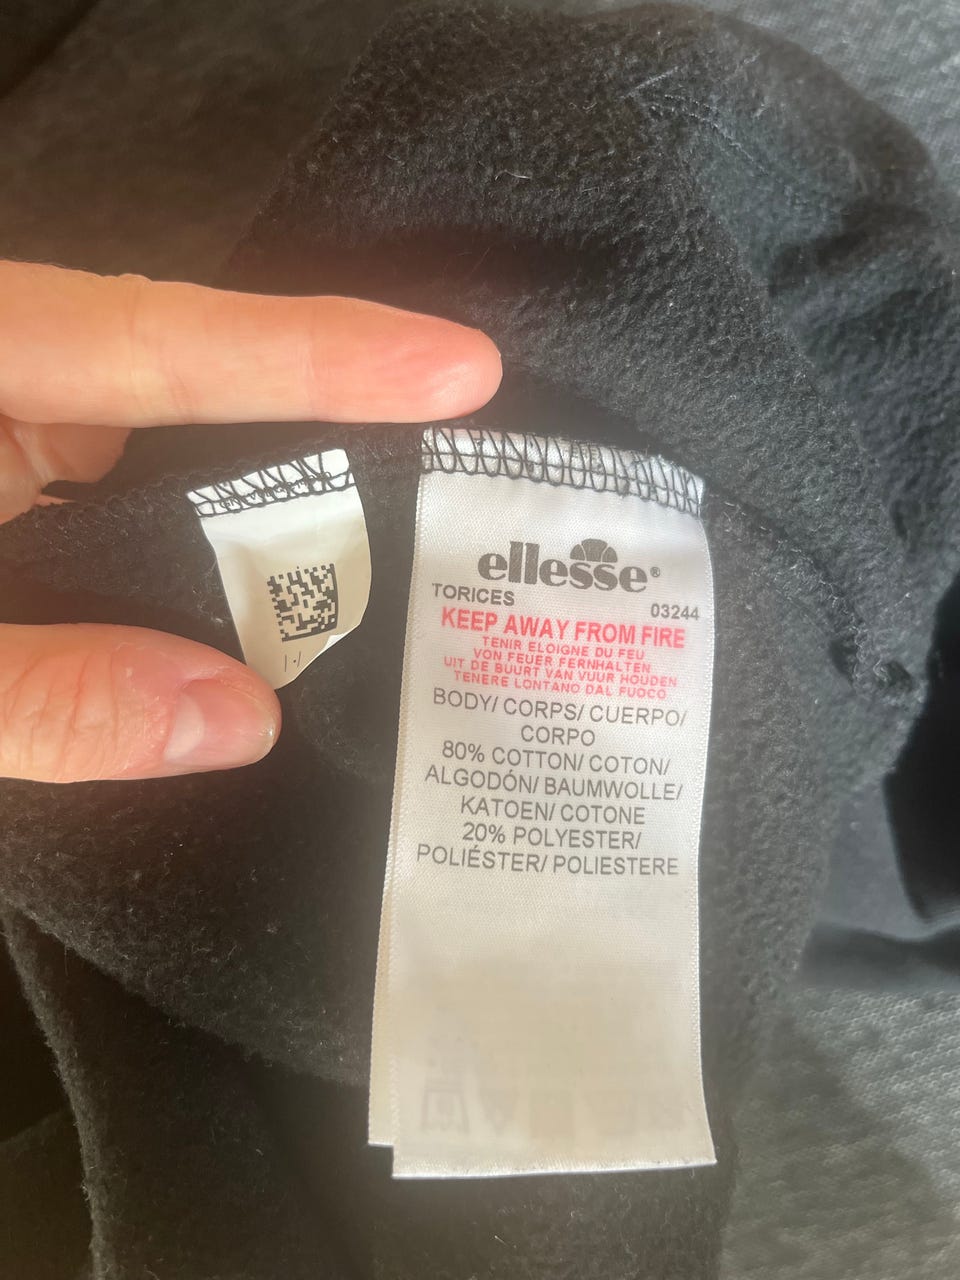 ellesse®
TORICES 03244
KEEP AWAY FROM FIRE
TENIR ELOIGNE DU FEU
VON FEUER FERNHALTEN
UIT DE BUURT VAN VUUR HOUDEN
TENERE LONTANO DAL FUOCO
BODY/ CORPS/ CUERPO/
CORPO
80% COTTON/ COTON/
ALGODÓN/ BAUMWOLLE/
KATOEN/ COTONE
20% POLYESTER/
POLIÉSTER/ POLIESTERE